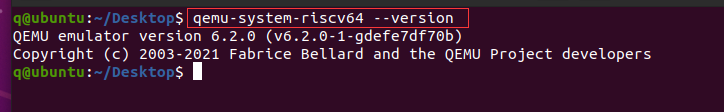 q@ubuntu:~/Desktop$ qemu-system-riscv64 --version
QEMU emulator version 6.2.0 (v6.2.0-1-gdefe7df70b)
Copyright (c) 2003-2021 Fabrice Bellard and the QEMU Project developers
q@ubuntu:~/Desktop$